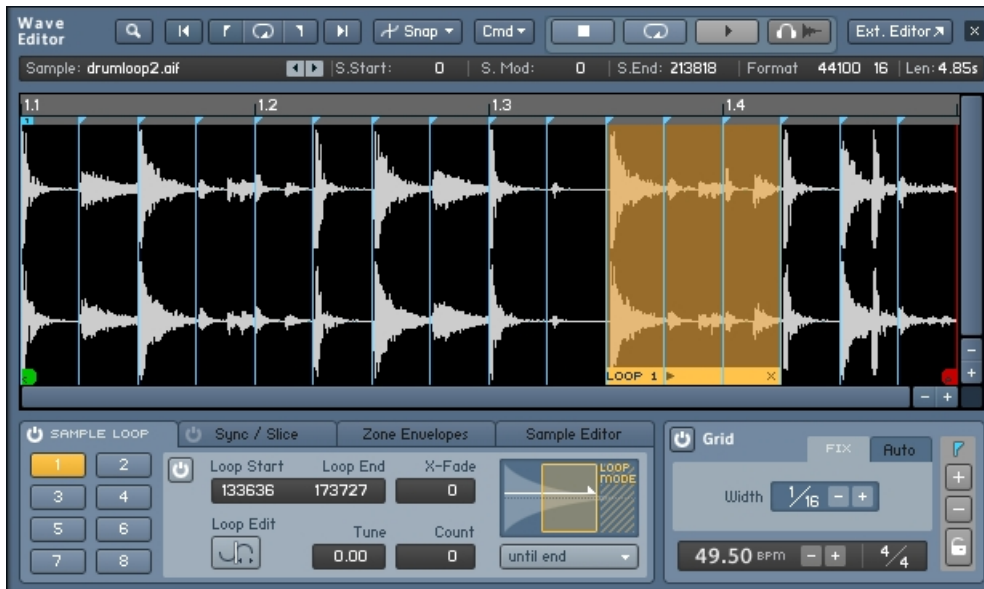 Wave Editor Snap Cmd Ext. Editor
Sample: drumloop2.aif S.Start: 0 S. Mod: 0 S.End: 213818 Format 44100 16 Len: 4.85s
1.1 1.2 1.3 1.4
1
LOOP 1
SAMPLE LOOP Sync / Slice Zone Envelopes Sample Editor
1 2
3 4
5 6
7 8
Loop Start Loop End X-Fade
133636 173727 0
Loop Edit Tune Count
0.00 0
LOOP MODE
until end
Grid FIX Auto
Width 1/16 - +
49.50 BPM - + 4/4